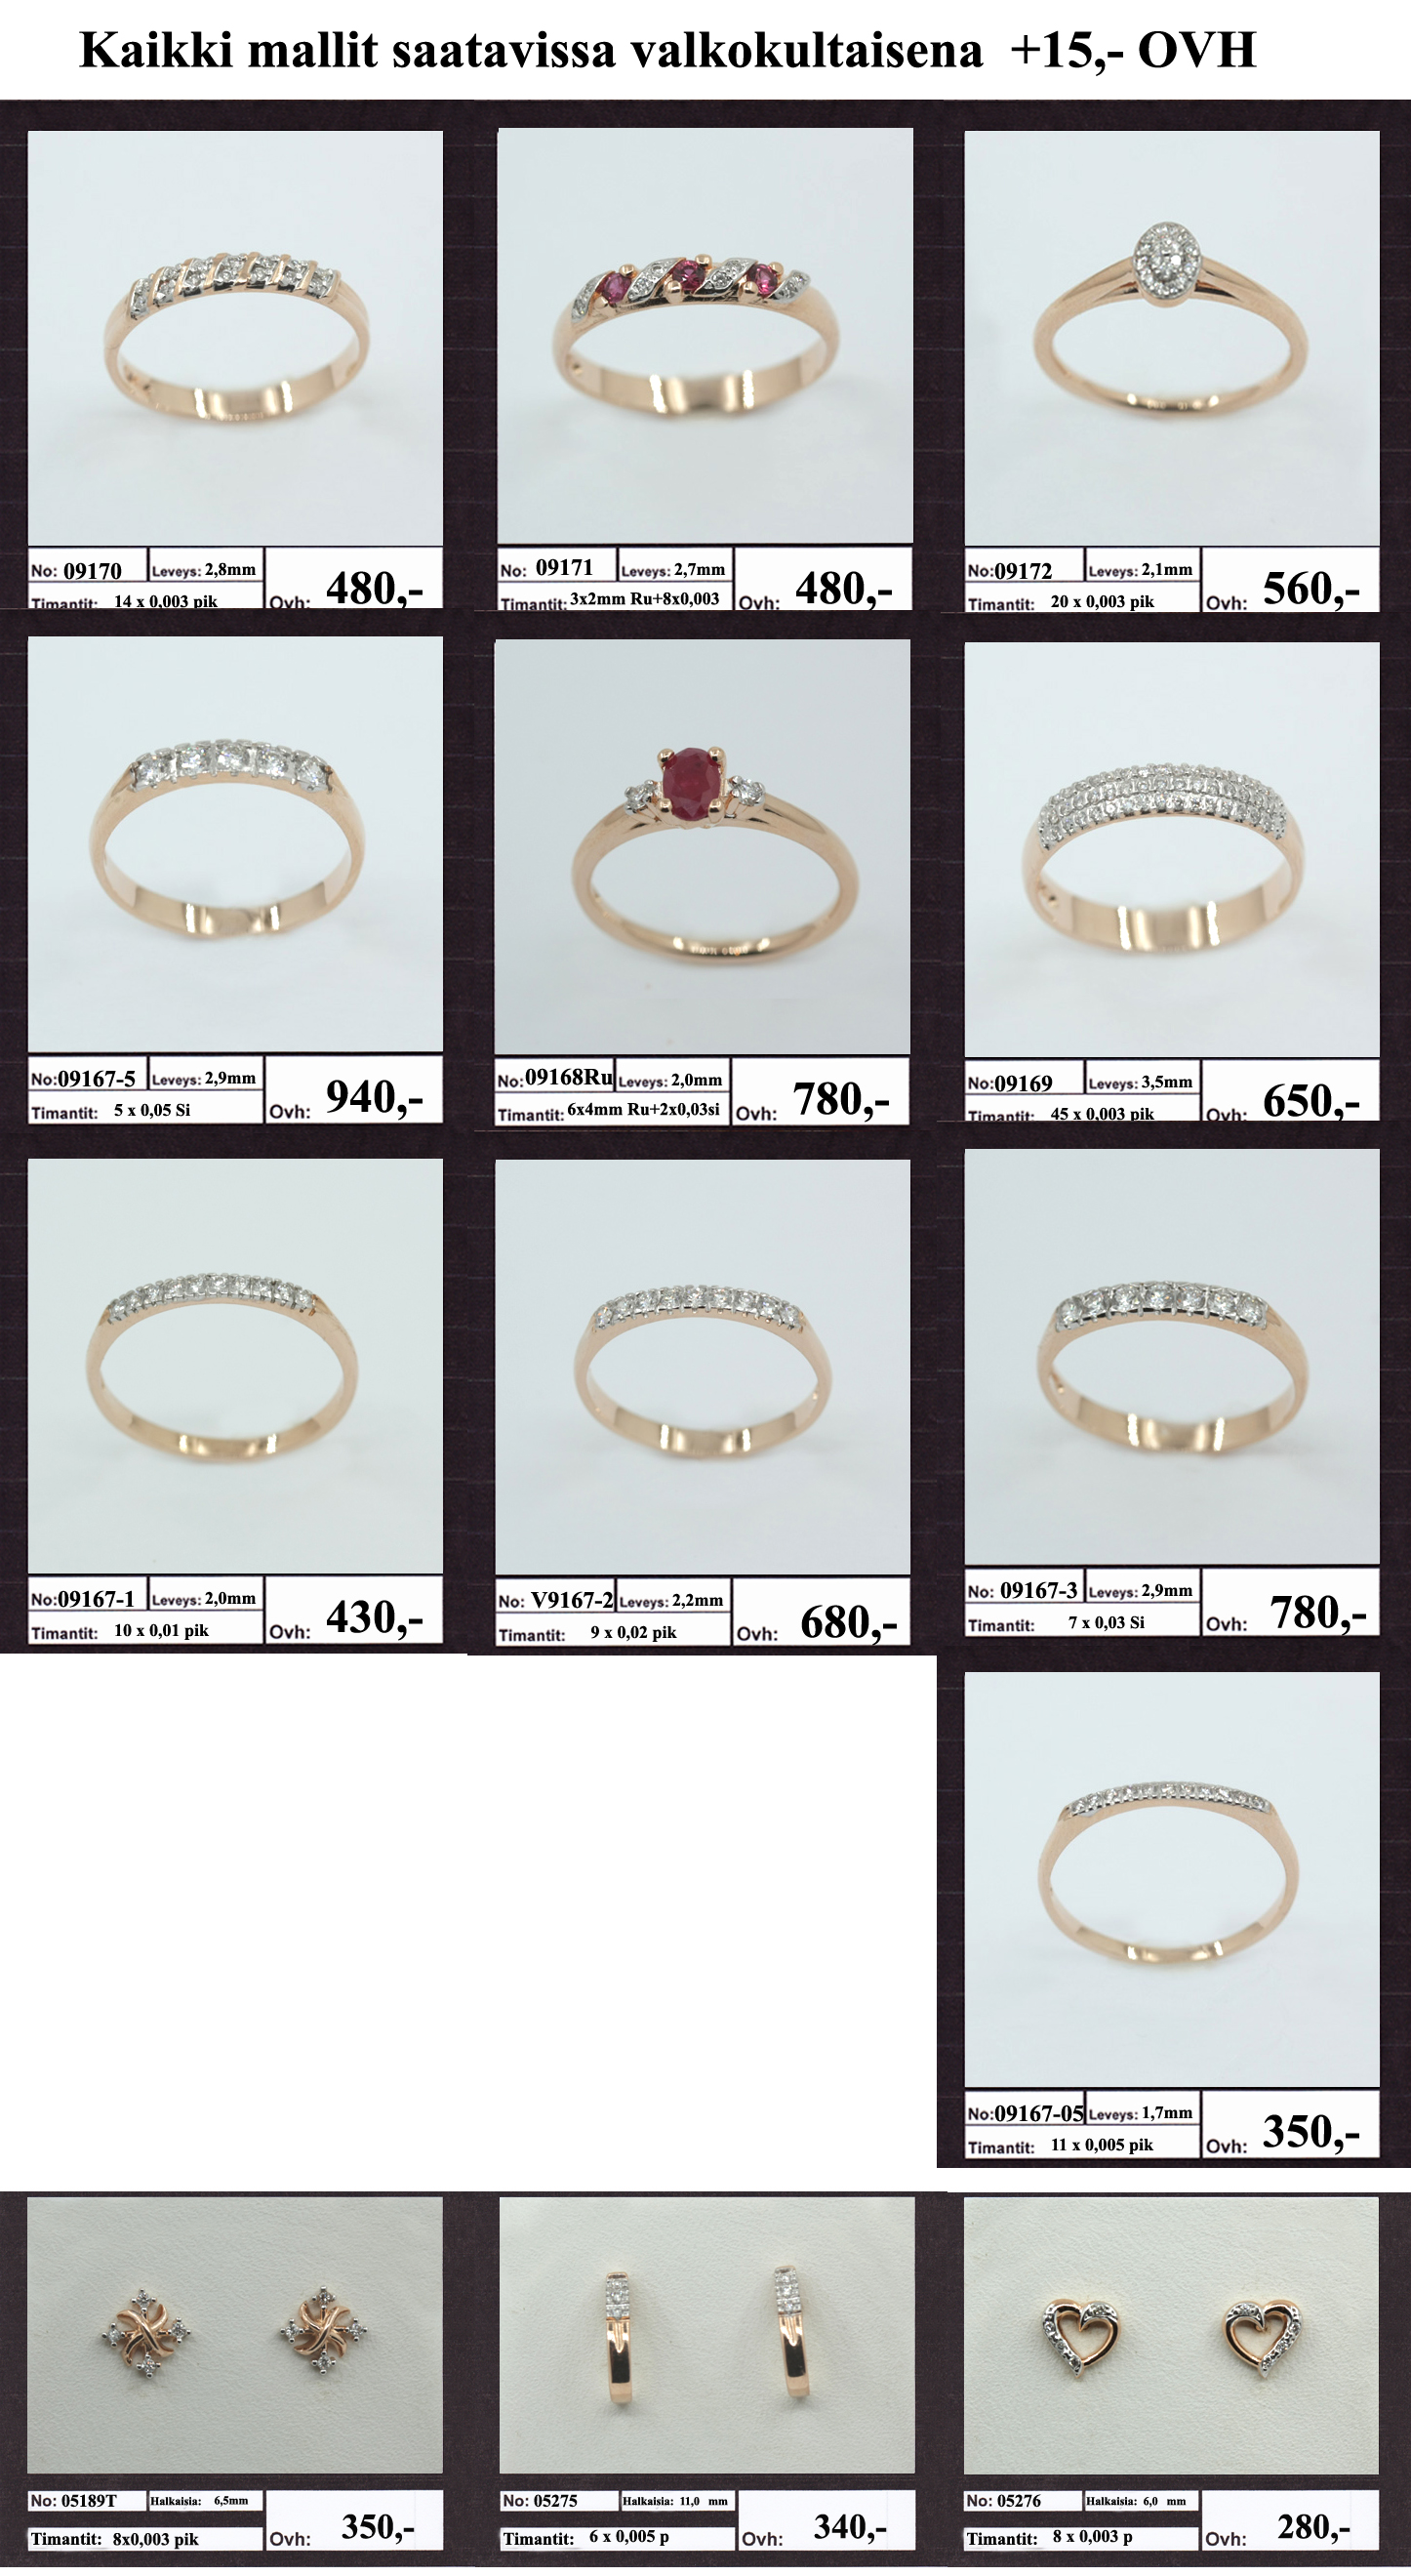 Kaikki mallit saatavissa valkokultaisena +15,- OVH
No: 09170 Leveys: 2,8mm
Timantit: 14 x 0,003 pik Ovh: 480,-
No: 09171 Leveys: 2,7mm
Timantit: 3x2mm Ru+8x0,003 Ovh: 480,-
No: 09172 Leveys: 2,1mm
Timantit: 20 x 0,003 pik Ovh: 560,-
No: 09167-5 Leveys: 2,9mm
Timantit: 5 x 0,05 Si Ovh: 940,-
No: 09168Ru Leveys: 2,0mm
Timantit: 6x4mm Ru+2x0,03si Ovh: 780,-
No: 09169 Leveys: 3,5mm
Timantit: 45 x 0,003 pik Ovh: 650,-
No: 09167-1 Leveys: 2,0mm
Timantit: 10 x 0,01 pik Ovh: 430,-
No: V9167-2 Leveys: 2,2mm
Timantit: 9 x 0,02 pik Ovh: 680,-
No: 09167-3 Leveys: 2,9mm
Timantit: 7 x 0,03 Si Ovh: 780,-
No: 09167-05 Leveys: 1,7mm
Timantit: 11 x 0,005 pik Ovh: 350,-
No: 05189T Halkaisia: 6,5mm
Timantit: 8x0,003 pik Ovh: 350,-
No: 05275 Halkaisia: 11,0 mm
Timantit: 6 x 0,005 p Ovh: 340,-
No: 05276 Halkaisia: 6,0 mm
Timantit: 8 x 0,003 p Ovh: 280,-